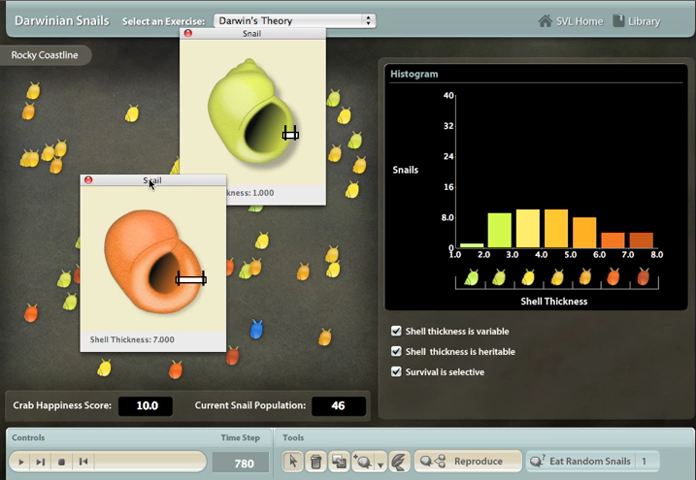 Darwinian Snails
Select an Exercise: Darwin's Theory
SVL Home
Library
Rocky Coastline
Snail
kness: 1.000
Snail
Shell Thickness: 7.000
Histogram
Snails
40
32
24
16
8.0
0
1.0 2.0 3.0 4.0 5.0 6.0 7.0 8.0
Shell Thickness
Shell thickness is variable
Shell thickness is heritable
Survival is selective
Crab Happiness Score: 10.0
Current Snail Population: 46
Controls
Time Step
780
Tools
Reproduce
Eat Random Snails 1